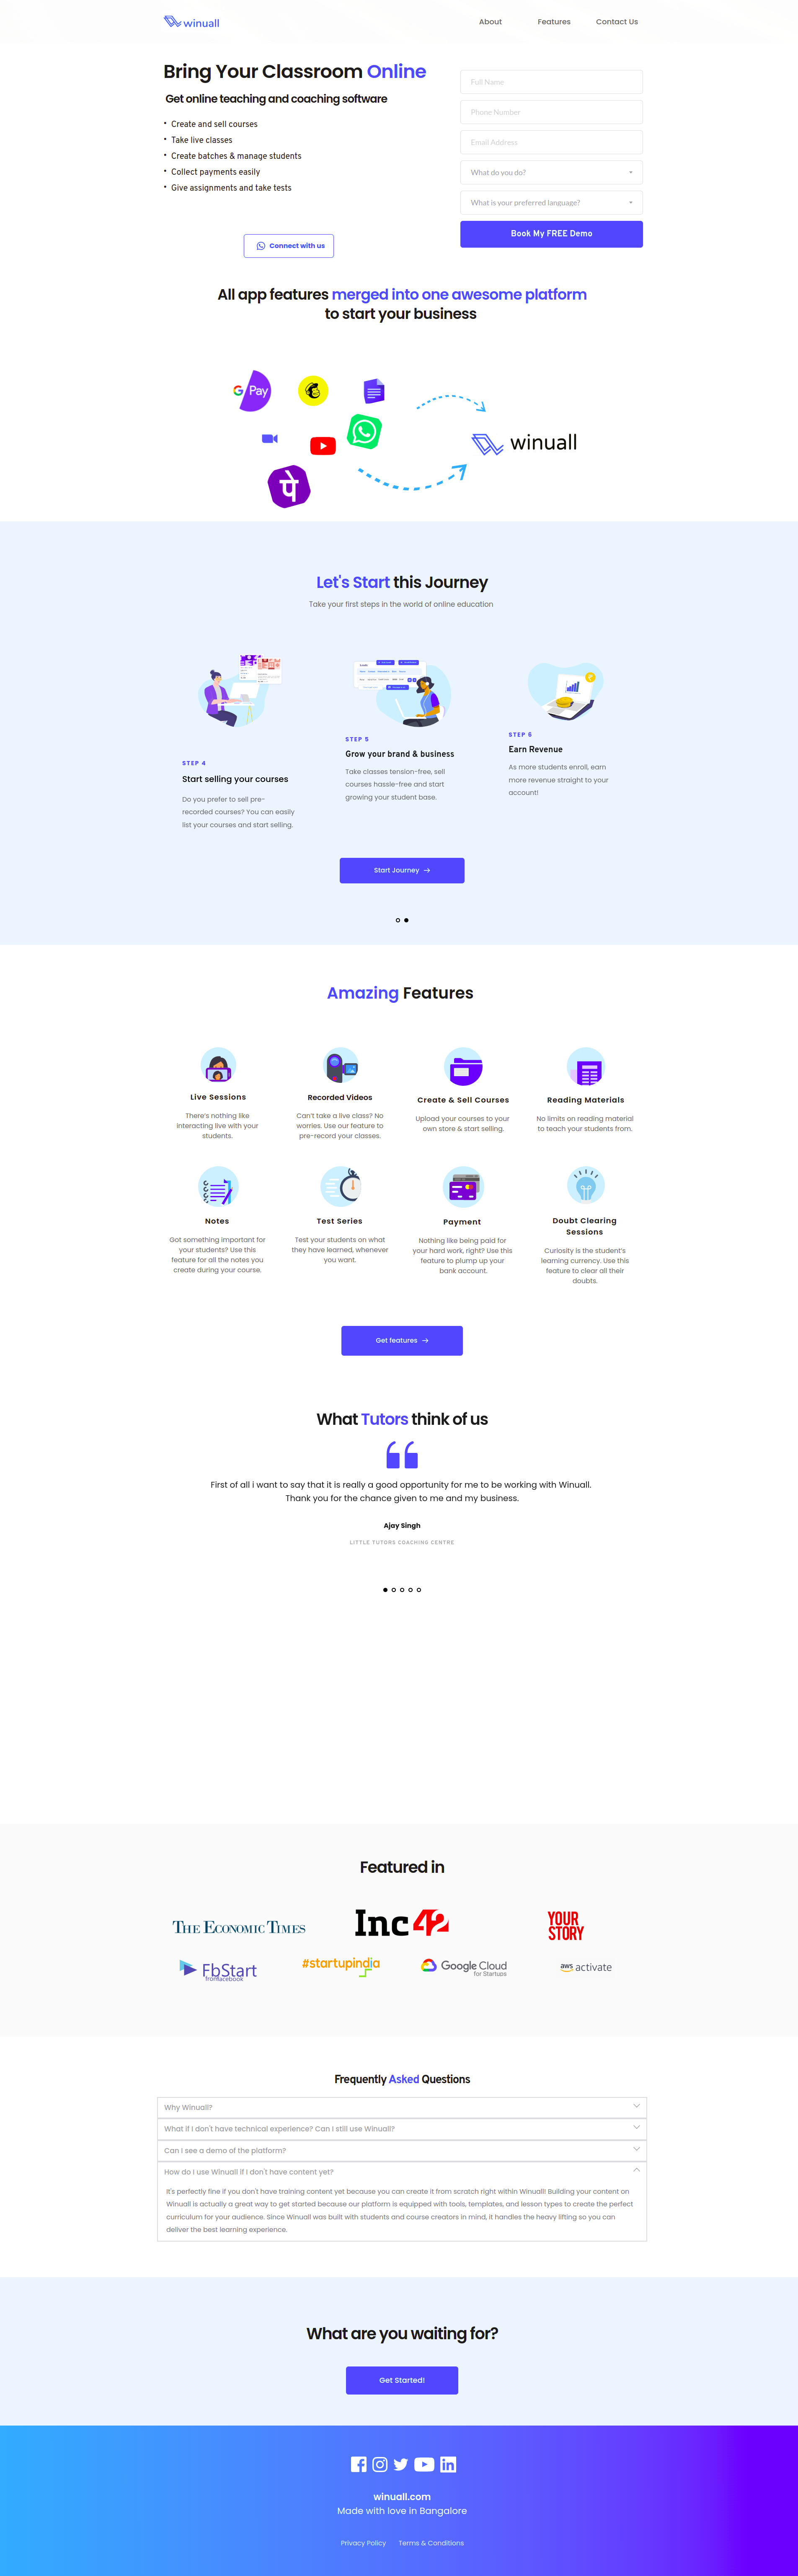 winuall
About Features Contact Us
Bring Your Classroom Online
Get online teaching and coaching software
• Create and sell courses
• Take live classes
• Create batches & manage students
• Collect payments easily
• Give assignments and take tests
Connect with us
Full Name
Phone Number
Email Address
What do you do?
What is your preferred language?
Book My FREE Demo
All app features merged into one awesome platform
to start your business
G Pay
पे
winuall
Let's Start this Journey
Take your first steps in the world of online education
STEP 4
Start selling your courses
Do you prefer to sell pre-
recorded courses? You can easily
list your courses and start selling.
STEP 5
Grow your brand & business
Take classes tension-free, sell
courses hassle-free and start
growing your student base.
STEP 6
Earn Revenue
As more students enroll, earn
more revenue straight to your
account!
Start Journey →
Amazing Features
Live Sessions
There's nothing like
interacting live with your
students.
Recorded Videos
Can't take a live class? No
worries. Use our feature to
pre-record your classes.
Create & Sell Courses
Upload your courses to your
own store & start selling.
Reading Materials
No limits on reading material
to teach your students from.
Notes
Got something important for
your students? Use this
feature for all the notes you
create during your course.
Test Series
Test your students on what
they have learned, whenever
you want.
Payment
Nothing like being paid for
your hard work, right? Use this
feature to plump up your
bank account.
Doubt Clearing
Sessions
Curiosity is the student's
learning currency. Use this
feature to clear all their
doubts.
Get features →
What Tutors think of us
First of all i want to say that it is really a good opportunity for me to be working with Winuall.
Thank you for the chance given to me and my business.
Ajay Singh
LITTLE TUTORS COACHING CENTRE
Featured in
THE ECONOMIC TIMES
Inc42
YOUR
STORY
FbStart
from facebook
#startupindia
Google Cloud
for Startups
aws activate
Frequently Asked Questions
Why Winuall?
What if I don't have technical experience? Can I still use Winuall?
Can I see a demo of the platform?
How do I use Winuall if I don't have content yet?
It's perfectly fine if you don't have training content yet because you can create it from scratch right within Winuall! Building your content on
Winuall is actually a great way to get started because our platform is equipped with tools, templates, and lesson types to create the perfect
curriculum for your audience. Since Winuall was built with students and course creators in mind, it handles the heavy lifting so you can
deliver the best learning experience.
What are you waiting for?
Get Started!
winuall.com
Made with love in Bangalore
Privacy Policy Terms & Conditions